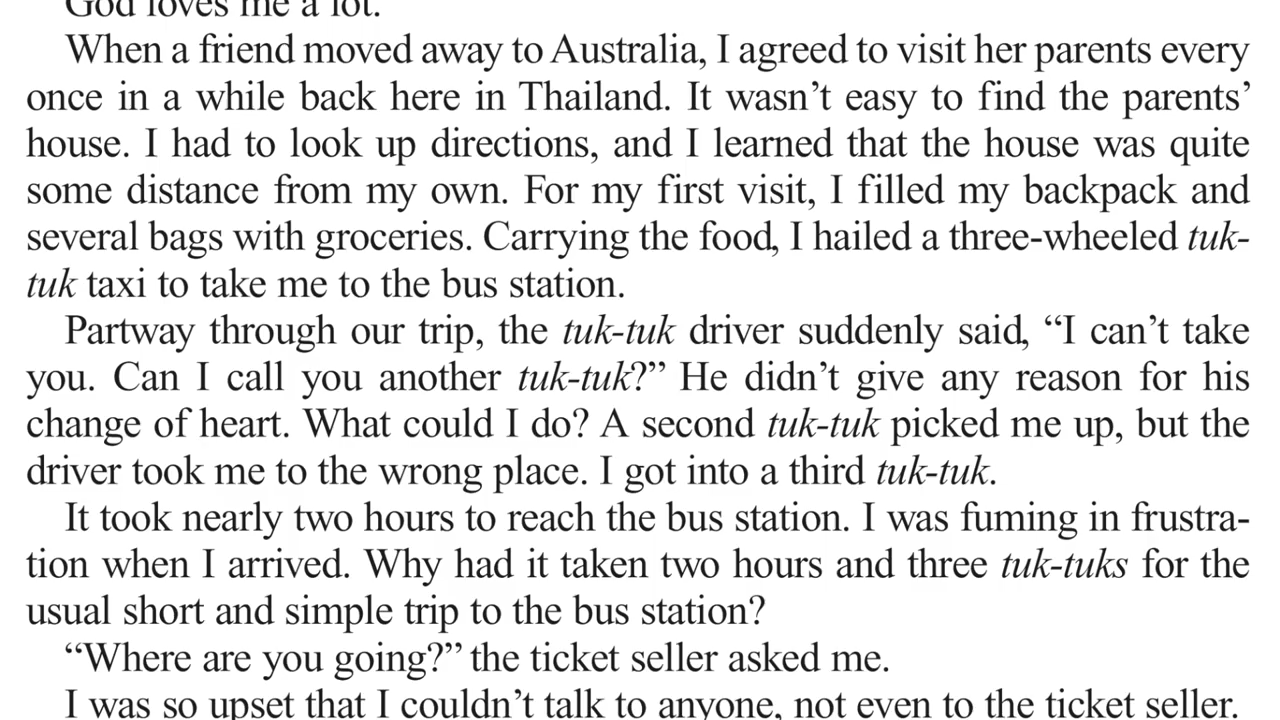 God loves me a lot.
When a friend moved away to Australia, I agreed to visit her parents every
once in a while back here in Thailand. It wasn’t easy to find the parents’
house. I had to look up directions, and I learned that the house was quite
some distance from my own. For my first visit, I filled my backpack and
several bags with groceries. Carrying the food, I hailed a three-wheeled tuk-
tuk taxi to take me to the bus station.
Partway through our trip, the tuk-tuk driver suddenly said, “I can’t take
you. Can I call you another tuk-tuk?” He didn’t give any reason for his
change of heart. What could I do? A second tuk-tuk picked me up, but the
driver took me to the wrong place. I got into a third tuk-tuk.
It took nearly two hours to reach the bus station. I was fuming in frustra-
tion when I arrived. Why had it taken two hours and three tuk-tuks for the
usual short and simple trip to the bus station?
“Where are you going?” the ticket seller asked me.
I was so upset that I couldn’t talk to anyone, not even to the ticket seller.